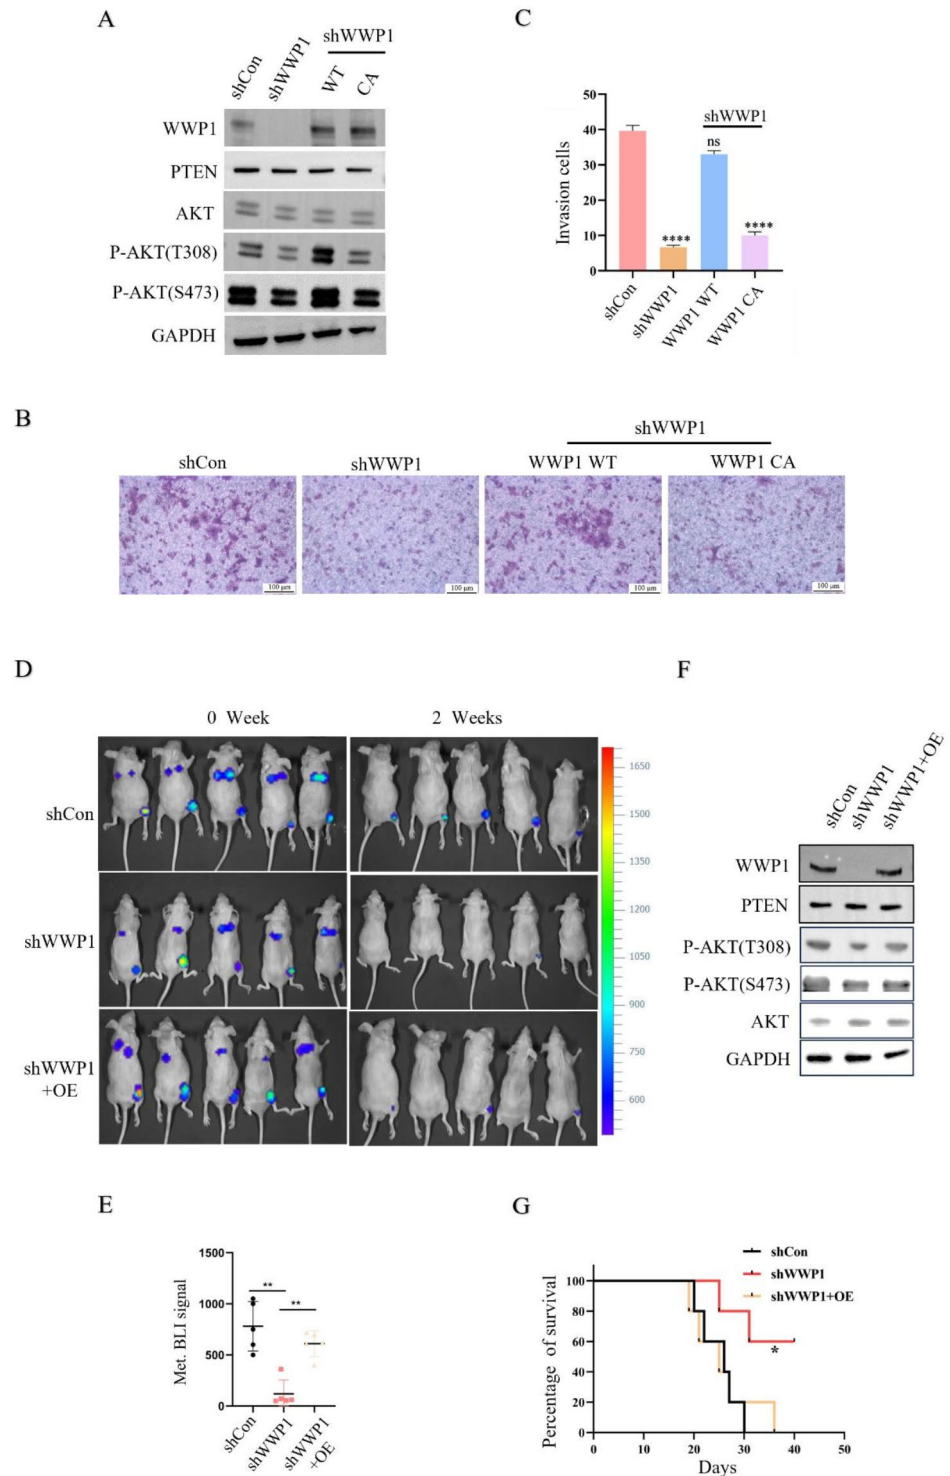 A
shCon
shWWP1
shWWP1
WT
CA
WWP1
PTEN
AKT
P-AKT(T308)
P-AKT(S473)
GAPDH
C
50
40
30
20
10
0
Invasion cells
shWWP1
ns
****
****
shCon
shWWP1
WWP1 WT
WWP1 CA
B
shWWP1
shCon
shWWP1
WWP1 WT
WWP1 CA
100 μm
100 μm
100 μm
100 μm
D
0 Week
2 Weeks
shCon
shWWP1
shWWP1
+OE
1650
1500
1350
1200
1050
900
750
600
F
shCon
shWWP1
shWWP1+OE
WWP1
PTEN
P-AKT(T308)
P-AKT(S473)
AKT
GAPDH
E
1500
1000
500
0
Met. BLI signal
**
**
shCon
shWWP1
shWWP1
+OE
G
shCon
shWWP1
shWWP1+OE
100
80
60
40
20
0
Percentage of survival
*
0
10
20
30
40
50
Days